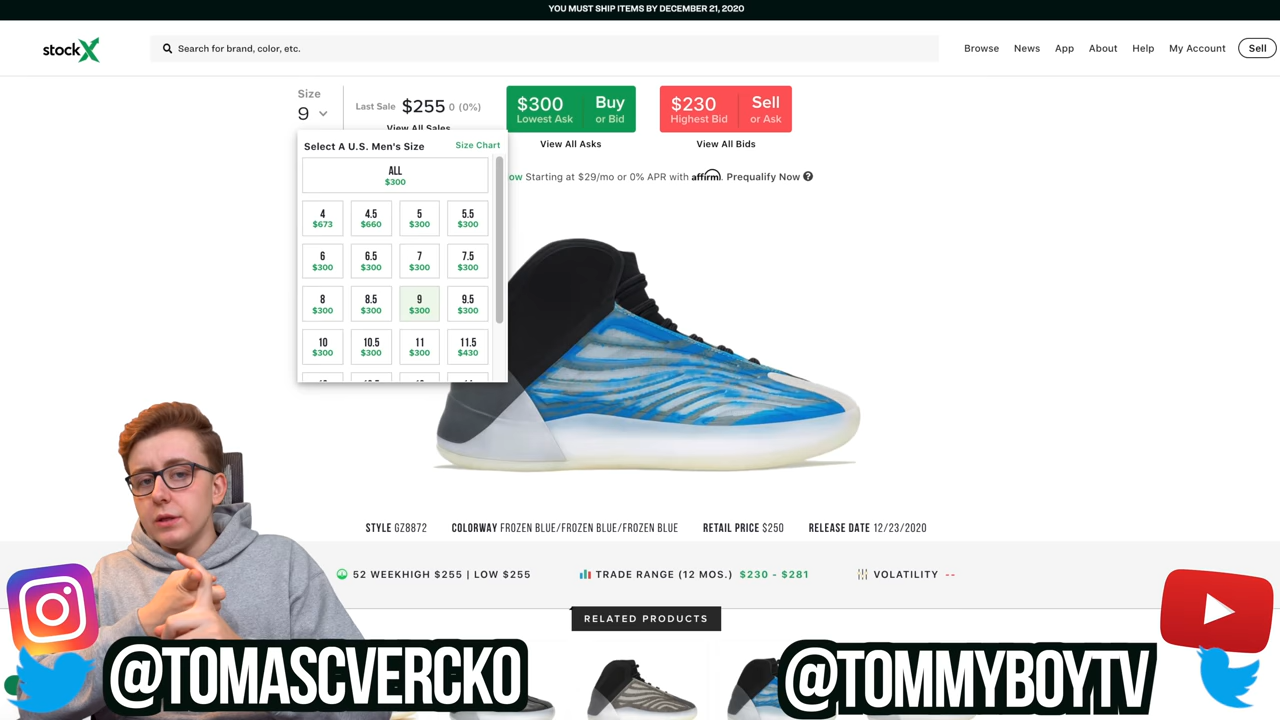 YOU MUST SHIP ITEMS BY DECEMBER 21, 2020
stockX
Search for brand, color, etc.
Browse News App About Help My Account Sell
Size
9
Last Sale $255 0 (0%)
View All Sales
$300 Buy
Lowest Ask or Bid
View All Asks
$230 Sell
Highest Bid or Ask
View All Bids
Select A U.S. Men's Size Size Chart
ALL
$300
4 4.5 5 5.5
$673 $660 $300 $300
6 6.5 7 7.5
$300 $300 $300 $300
8 8.5 9 9.5
$300 $300 $300 $300
10 10.5 11 11.5
$300 $300 $300 $430
ow Starting at $29/mo or 0% APR with affirm. Prequalify Now ?
STYLE GZ8872 COLORWAY FROZEN BLUE/FROZEN BLUE/FROZEN BLUE RETAIL PRICE $250 RELEASE DATE 12/23/2020
52 WEEKHIGH $255 | LOW $255 TRADE RANGE (12 MOS.) $230 - $281 VOLATILITY --
RELATED PRODUCTS
@TOMASCVERCKO
@TOMMYBOYTV